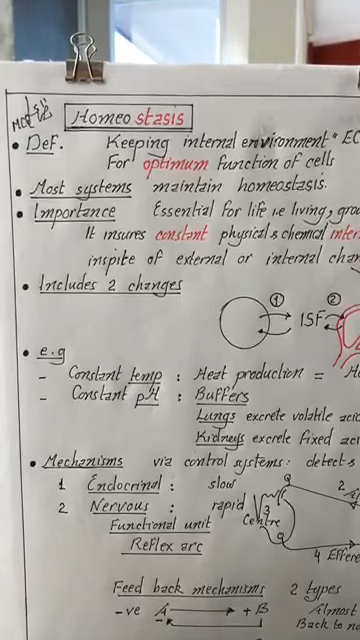 Homeostasis
• Def. Keeping internal environment "EC
For optimum function of cells
• Most systems maintain homeostasis.
• Importance Essential for life i.e living, grow
It insures constant physical & chemical inter
inspite of external or internal chan
• Includes 2 changes
① ②
ISF
• e.g
- Constant temp : Heat production = He
- Constant pH : Buffers
Lungs excrete volatile acid
Kidneys excrete fixed aci
• Mechanisms via control systems: detect s
1 Endocrinal : slow
2 Nervous : rapid
2
3
Centre
Functional unit
Reflex arc
4 Effere
Feed back mechanisms 2 types
-ve A + B Almost
- Back to no